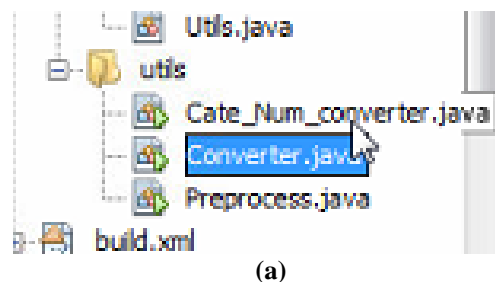 Utils.java
utils
Cate_Num_converter.java
Converter.java
Preprocess.java
build.xml
(a)